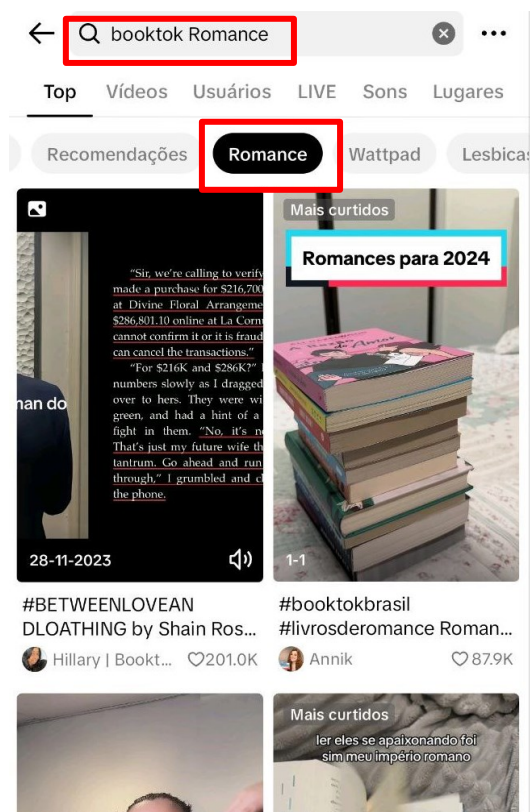 booktok Romance
Top Vídeos Usuários LIVE Sons Lugares
Recomendações Romance Wattpad Lesbicas
"Sir, we're calling to verify
made a purchase for $216,700
at Divine Floral Arrangeme
$286,801.10 online at La Corn
cannot confirm it or it is fraud
can cancel the transactions."
"For $216K and $286K?"
numbers slowly as I dragged
over to hers. They were wi
green, and had a hint of a
fight in them. "No, it's n
That's just my future wife th
tantrum. Go ahead and run
through," I grumbled and cl
the phone.
man do
28-11-2023
#BETWEENLOVEAN
DLOATHING by Shain Ros...
Hillary | Bookt... 201.0K
Mais curtidos
Romances para 2024
1-1
#booktokbrasil
#livrosderomance Roman...
Annik 87.9K
Mais curtidos
ler eles se apaixonando foi
sim meu império romano